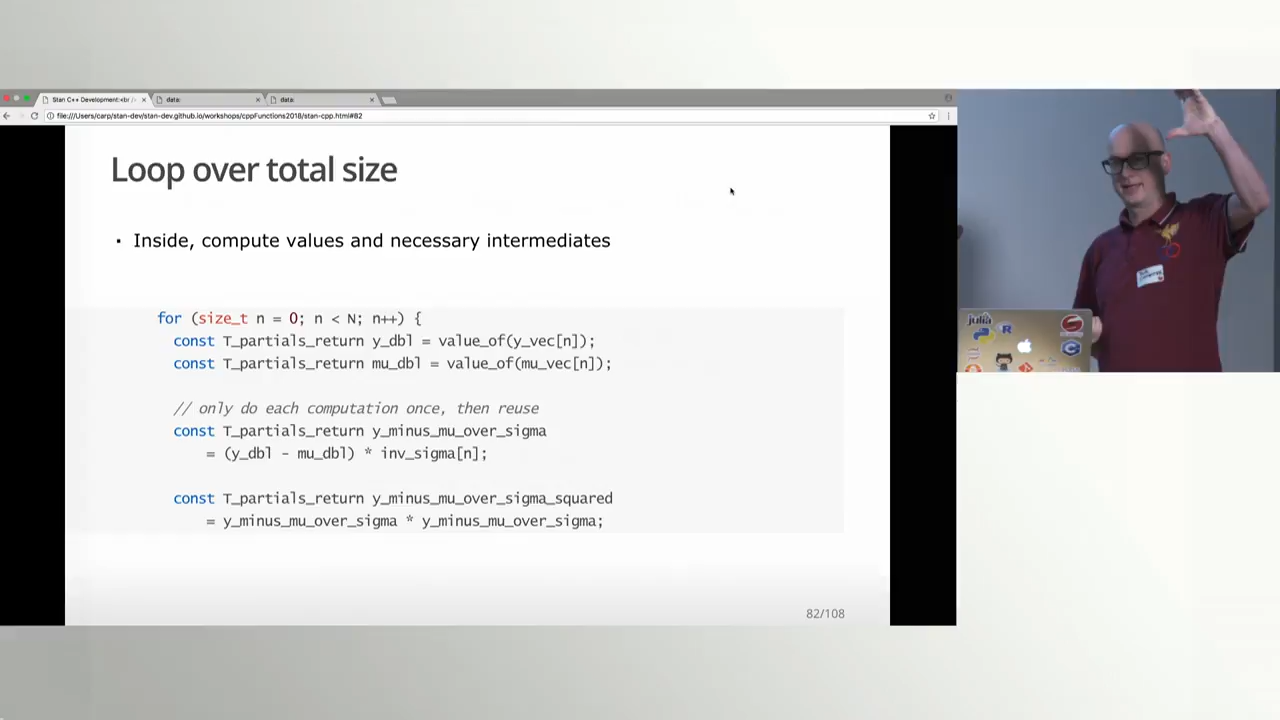 Stan C++ Development:<br /
data:
data:
file:///Users/carp/stan-dev/stan-dev.github.io/workshops/cppFunctions2018/stan-cpp.html#82
Loop over total size
▪ Inside, compute values and necessary intermediates
for (size_t n = 0; n < N; n++) {
const T_partials_return y_dbl = value_of(y_vec[n]);
const T_partials_return mu_dbl = value_of(mu_vec[n]);
// only do each computation once, then reuse
const T_partials_return y_minus_mu_over_sigma
= (y_dbl - mu_dbl) * inv_sigma[n];
const T_partials_return y_minus_mu_over_sigma_squared
= y_minus_mu_over_sigma * y_minus_mu_over_sigma;
82/108
julia
R
C